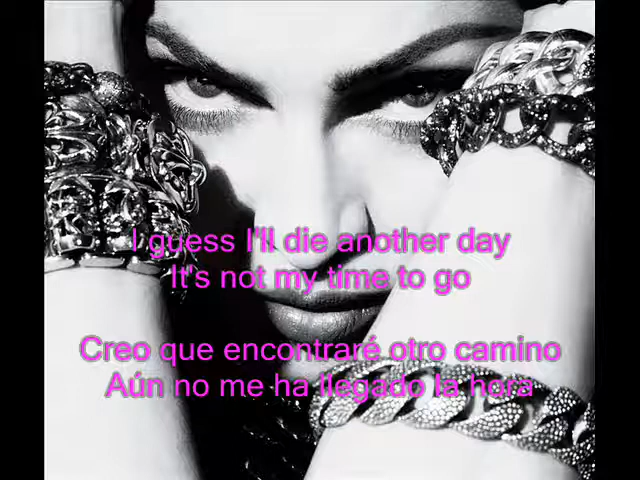 I guess I'll die another day
It's not my time to go
Creo que encontraré otro camino
Aún no me ha llegado la hora